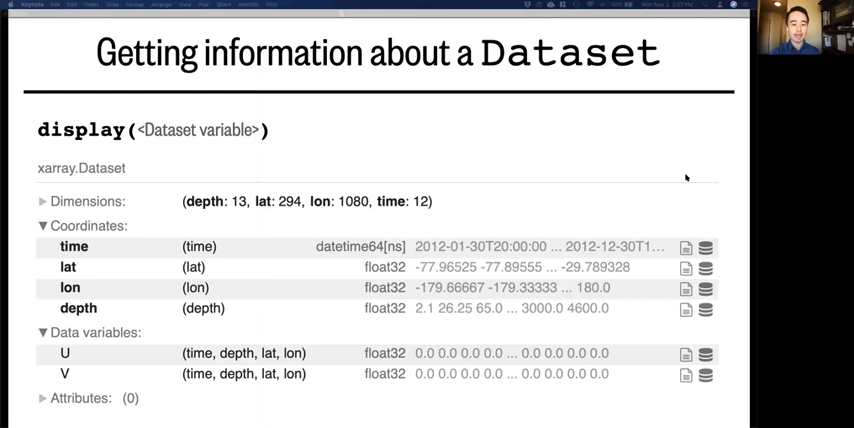 Getting information about a Dataset
display(<Dataset variable>)
xarray.Dataset
▶ Dimensions: (depth: 13, lat: 294, lon: 1080, time: 12)
▼ Coordinates:
time (time) datetime64[ns] 2012-01-30T20:00:00 ... 2012-12-30T1...
lat (lat) float32 -77.96525 -77.89555 ... -29.789328
lon (lon) float32 -179.66667 -179.33333 ... 180.0
depth (depth) float32 2.1 26.25 65.0 ... 3000.0 4600.0
▼ Data variables:
U (time, depth, lat, lon) float32 0.0 0.0 0.0 0.0 ... 0.0 0.0 0.0 0.0
V (time, depth, lat, lon) float32 0.0 0.0 0.0 0.0 ... 0.0 0.0 0.0 0.0
▶ Attributes: (0)